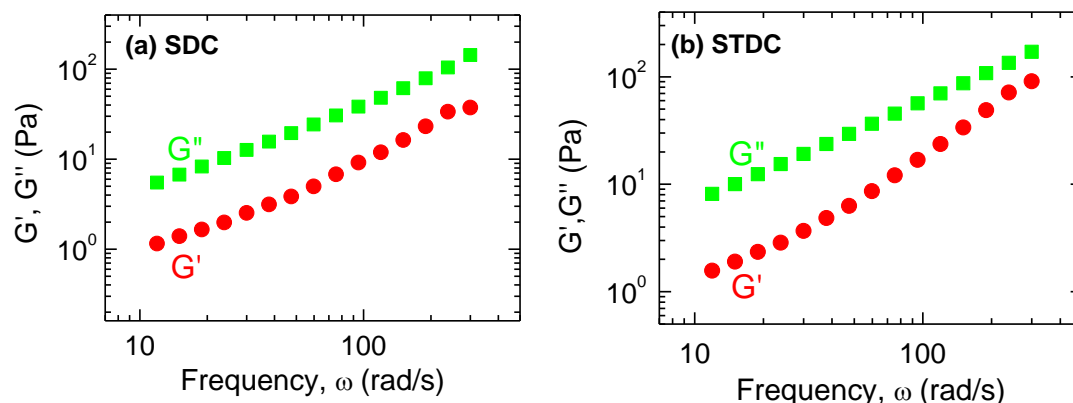 (a) SDC
10²
10¹
10⁰
G', G" (Pa)
G"
G'
10
100
Frequency, ω (rad/s)
(b) STDC
10²
10¹
10⁰
G',G" (Pa)
G"
G'
10
100
Frequency, ω (rad/s)